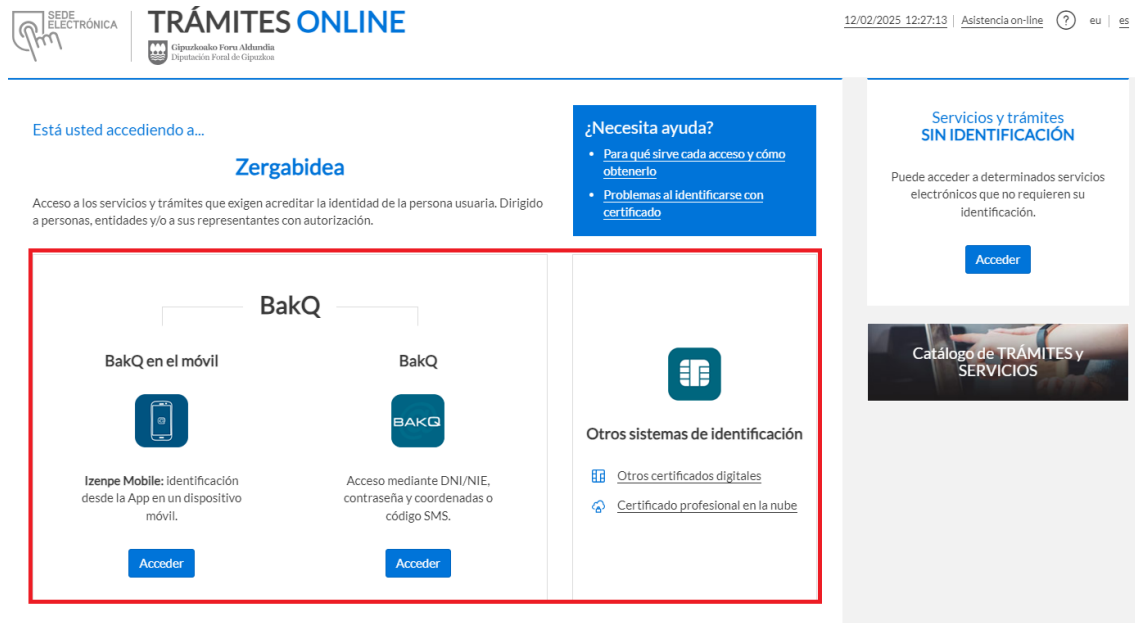 SEDE
ELECTRÓNICA
TRÁMITES ONLINE
Gipuzkoako Foru Aldundia
Diputación Foral de Gipuzkoa
12/02/2025 12:27:13 | Asistencia on-line ? eu | es
Está usted accediendo a...
Zergabidea
Acceso a los servicios y trámites que exigen acreditar la identidad de la persona usuaria. Dirigido
a personas, entidades y/o a sus representantes con autorización.
¿Necesita ayuda?
• Para qué sirve cada acceso y cómo
obtenerlo
• Problemas al identificarse con
certificado
BakQ
BakQ en el móvil
Izenpe Mobile: identificación
desde la App en un dispositivo
móvil.
Acceder
BakQ
BAKQ
Acceso mediante DNI/NIE,
contraseña y coordenadas o
código SMS.
Acceder
Otros sistemas de identificación
Otros certificados digitales
Certificado profesional en la nube
Servicios y trámites
SIN IDENTIFICACIÓN
Puede acceder a determinados servicios
electrónicos que no requieren su
identificación.
Acceder
Catálogo de TRÁMITES y
SERVICIOS